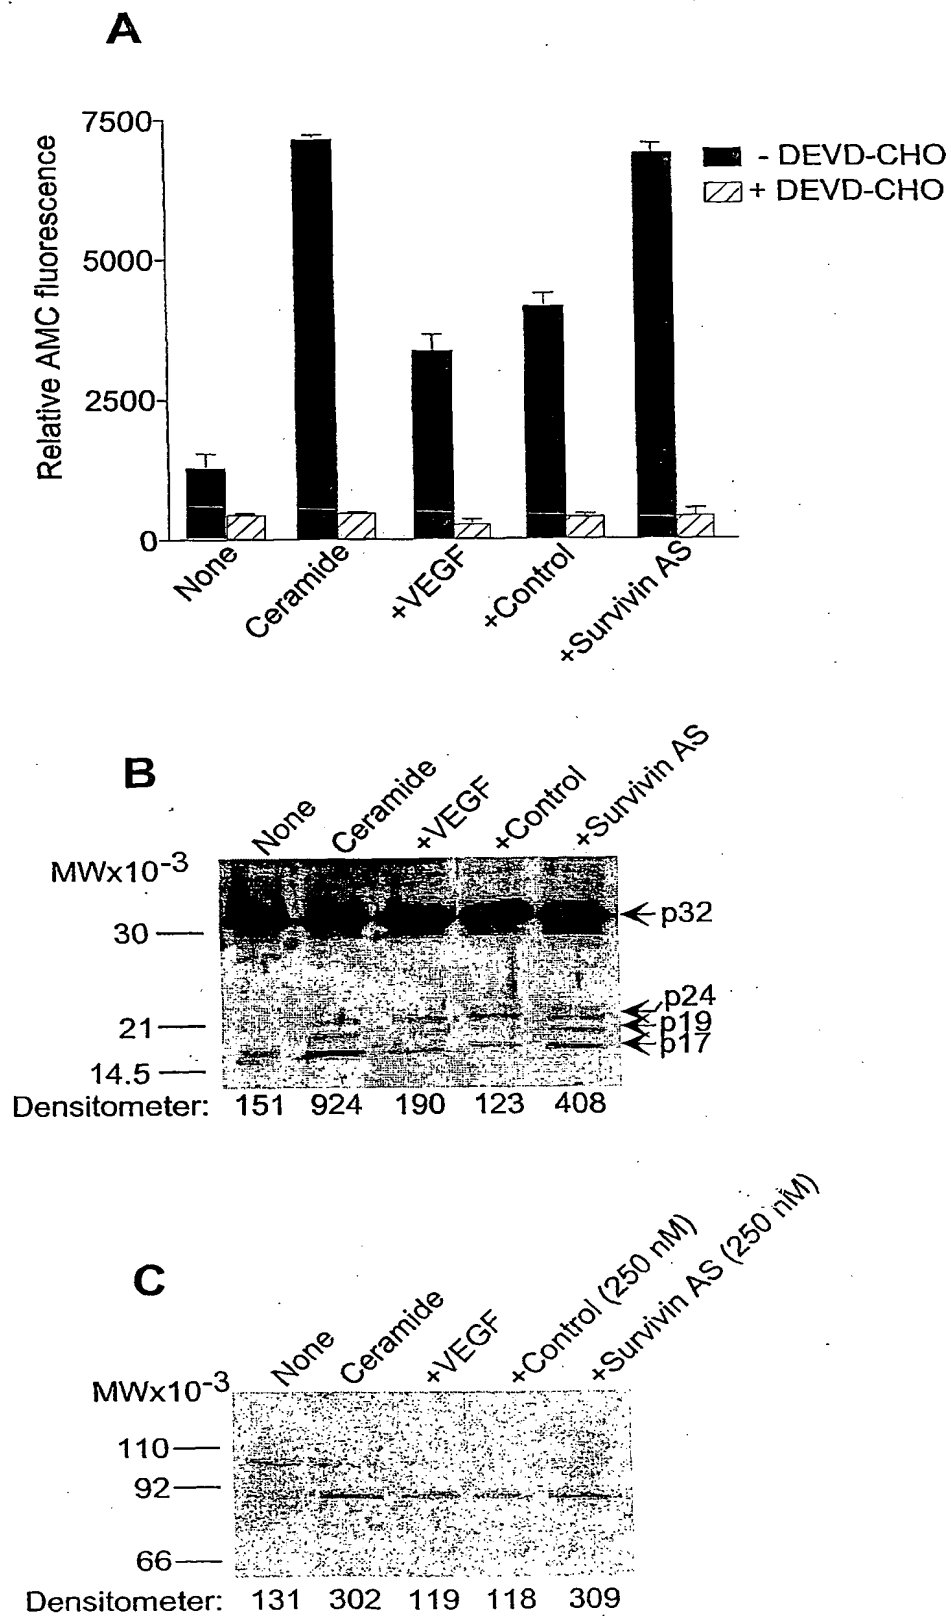 A
7500
5000
2500
0
Relative AMC fluorescence
- DEVD-CHO
+ DEVD-CHO
None
Ceramide
+VEGF
+Control
+Survivin AS
B
None
Ceramide
+VEGF
+Control
+Survivin AS
MWx10-3
30
21
14.5
p32
p24
p19
p17
Densitometer: 151 924 190 123 408
C
None
Ceramide
+VEGF
+Control (250 nM)
+Survivin AS (250 nM)
MWx10-3
110
92
66
Densitometer: 131 302 119 118 309